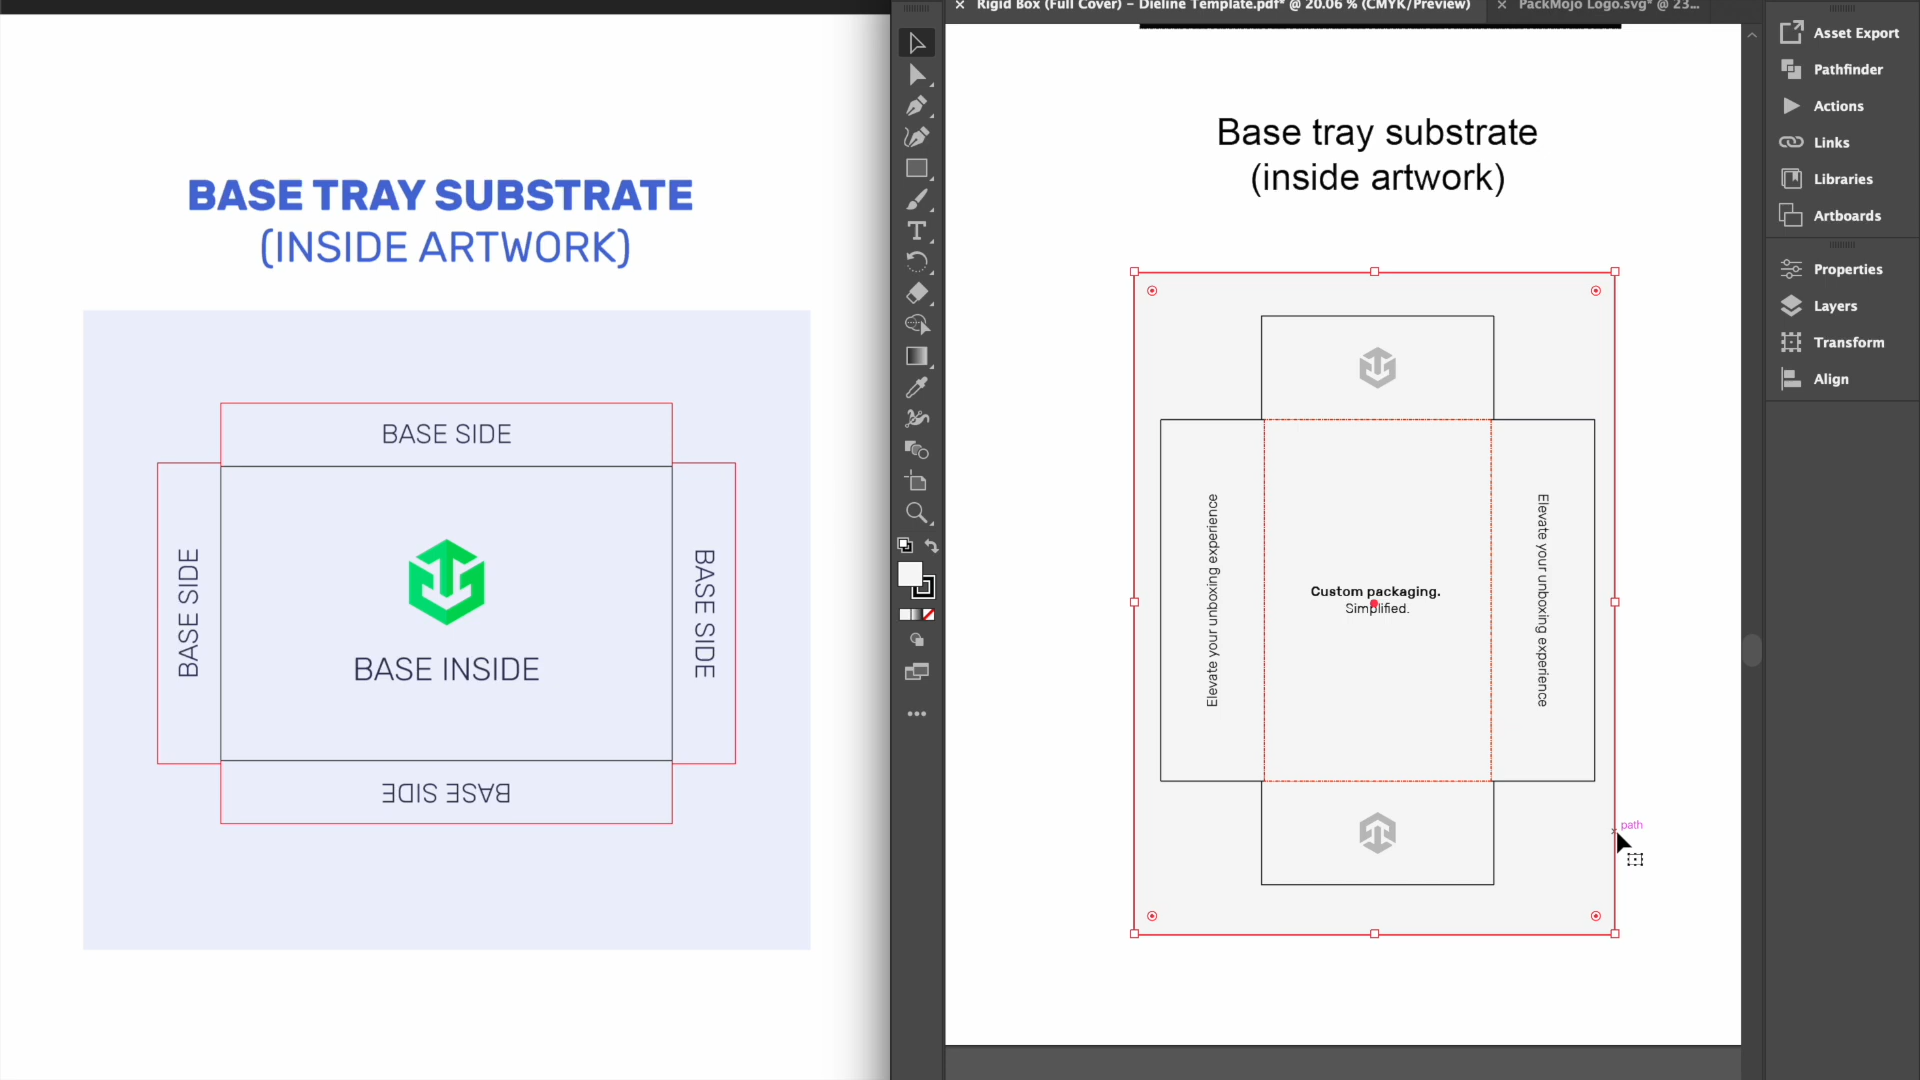 Rigid Box (Full Cover) – Dieline Template.pdf* @ 20.06 % (CMYK/Preview)
PackMojo Logo.svg* @ 23...
BASE TRAY SUBSTRATE
(INSIDE ARTWORK)
BASE SIDE
BASE SIDE
BASE SIDE
BASE INSIDE
BASE SIDE
Base tray substrate
(inside artwork)
Elevate your unboxing experience
Custom packaging.
Simplified.
Elevate your unboxing experience
path
Asset Export
Pathfinder
Actions
Links
Libraries
Artboards
Properties
Layers
Transform
Align